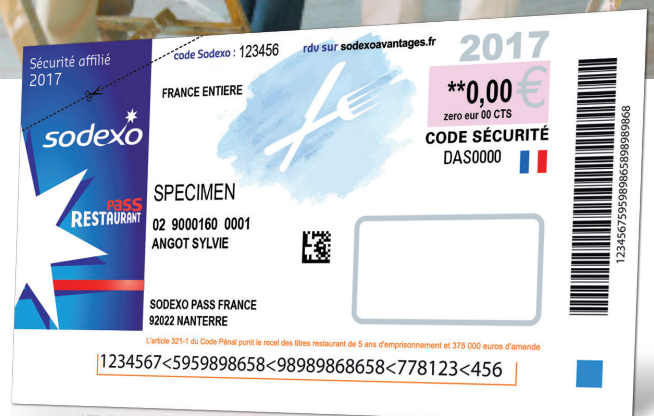 Sécurité affilié
2017
code Sodexo : 123456
rdv sur sodexoavantages.fr
2017
FRANCE ENTIERE
**0,00 €
zero eur 00 CTS
CODE SÉCURITÉ
DAS0000
sodexo
pass
RESTAURANT
SPECIMEN
02 9000160 0001
ANGOT SYLVIE
SODEXO PASS FRANCE
92022 NANTERRE
L'article 321-1 du Code Pénal punit le recel des titres restaurant de 5 ans d'emprisonnement et 375 000 euros d'amende
1234567<5959898658<98989868658<778123<456
123456759598986589898986​8